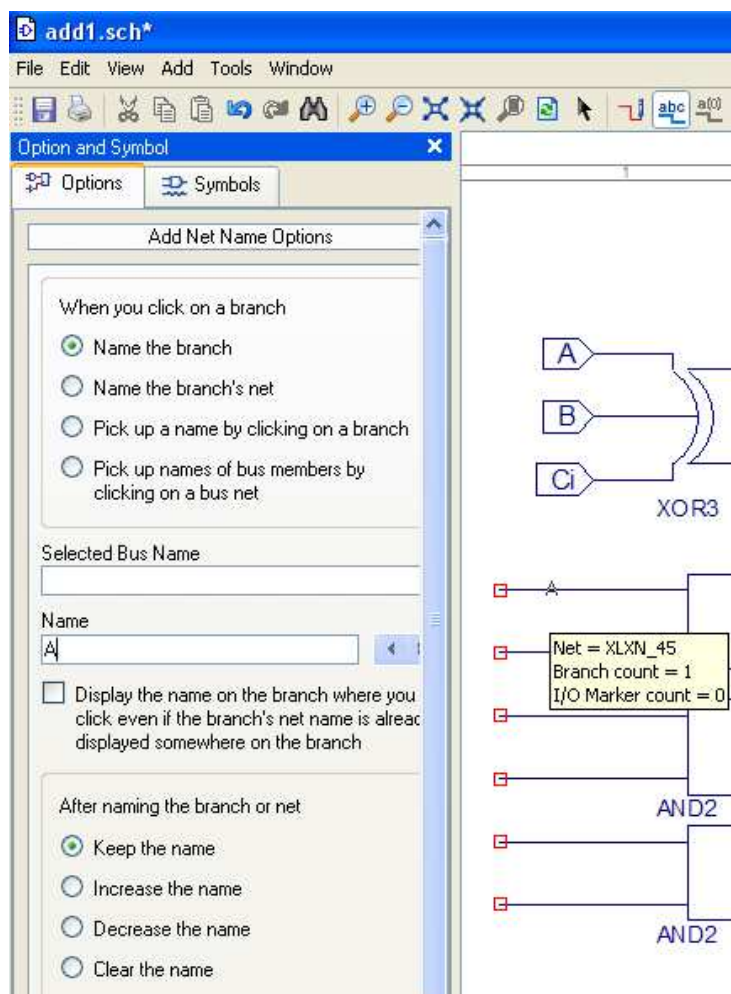 add1.sch*
File Edit View Add Tools Window
abc a(0)
Option and Symbol
Options Symbols
Add Net Name Options
When you click on a branch
Name the branch
Name the branch's net
Pick up a name by clicking on a branch
Pick up names of bus members by
clicking on a bus net
Selected Bus Name
Name
A
Display the name on the branch where you
click even if the branch's net name is alreac
displayed somewhere on the branch
After naming the branch or net
Keep the name
Increase the name
Decrease the name
Clear the name
1
A
B
Ci
XOR3
A
Net = XLXN_45
Branch count = 1
I/O Marker count = 0
AND2
AND2